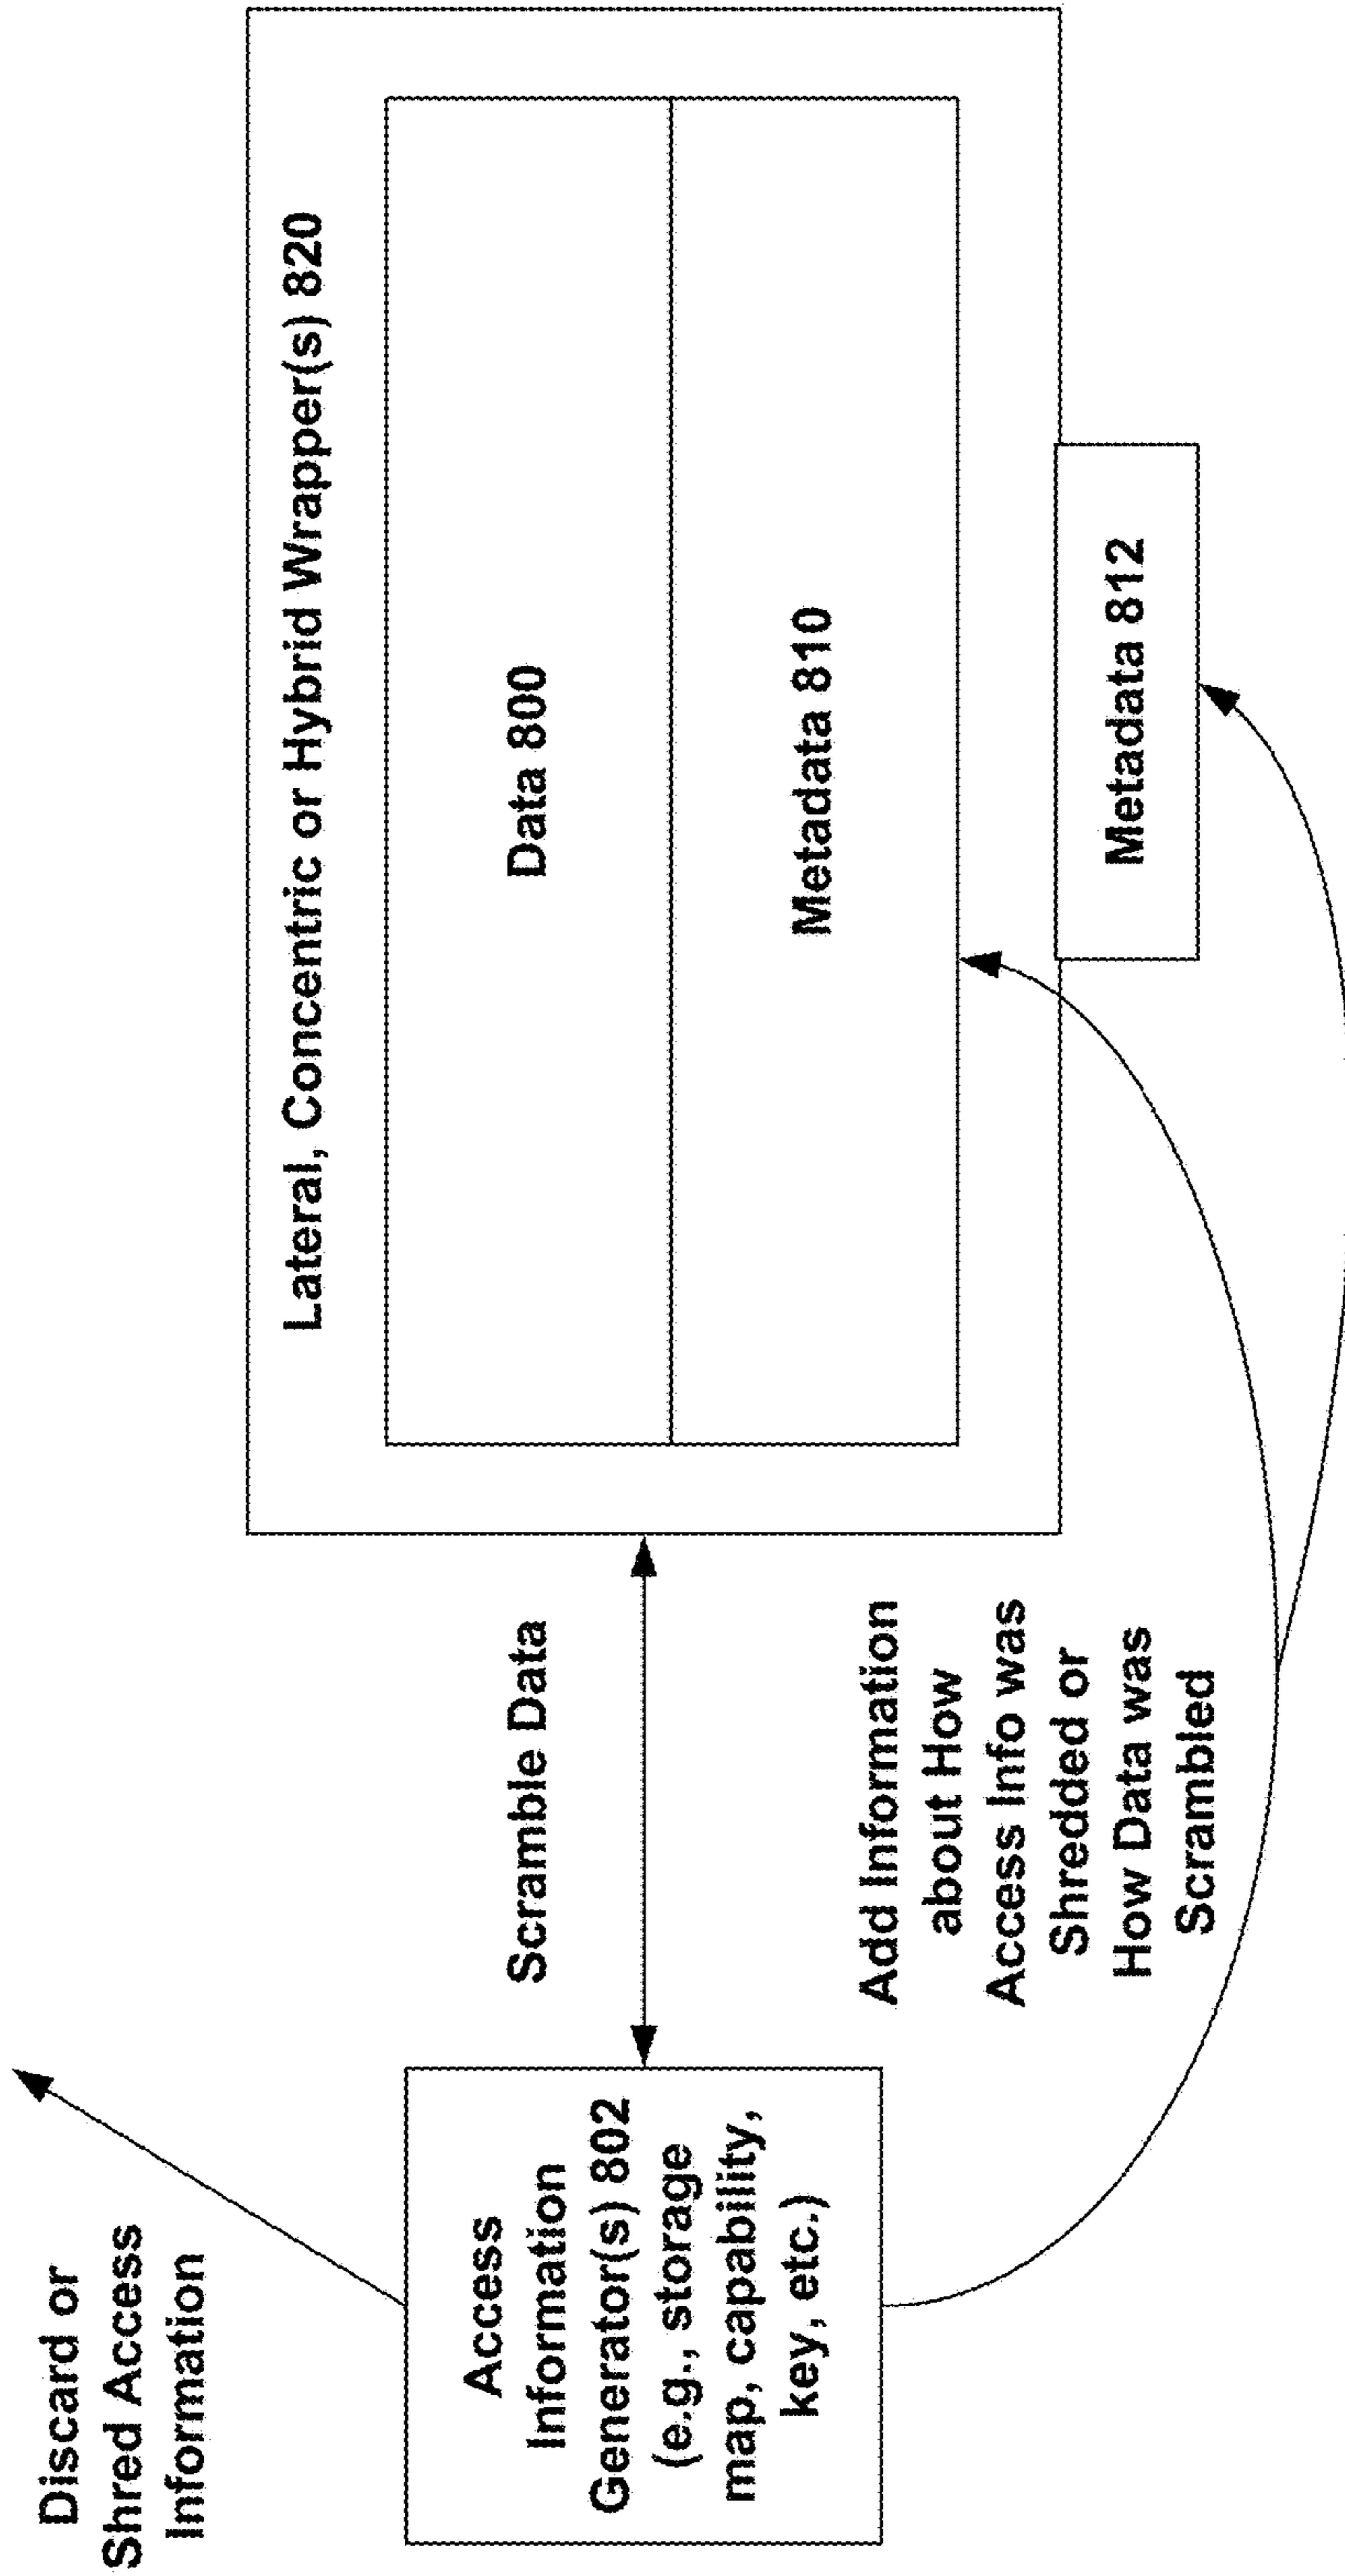 Discard or
Shred Access
Information
Access
Information
Generator(s) 802
(e.g., storage
map, capability,
key, etc.)
Scramble Data
Add Information
about How
Access Info was
Shredded or
How Data was
Scrambled
Lateral, Concentric or Hybrid Wrapper(s) 820
Data 800
Metadata 810
Metadata 812